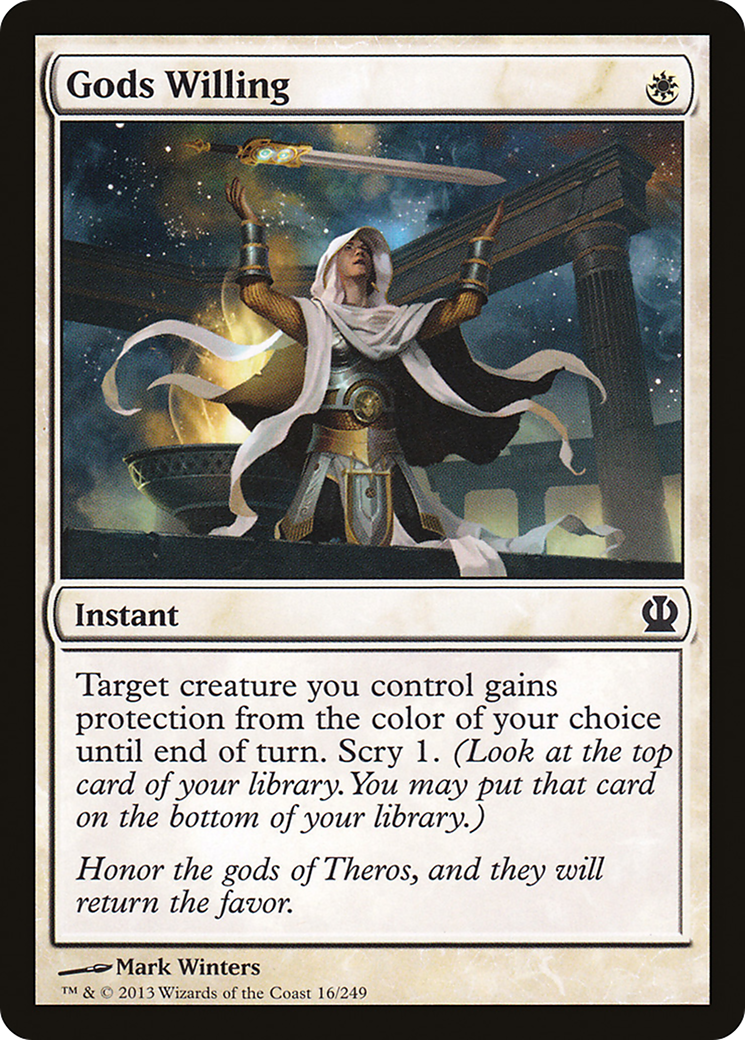 Gods Willing
Instant
Target creature you control gains
protection from the color of your choice
until end of turn. Scry 1. (Look at the top
card of your library. You may put that card
on the bottom of your library.)
Honor the gods of Theros, and they will
return the favor.
Mark Winters
™ & © 2013 Wizards of the Coast 16/249